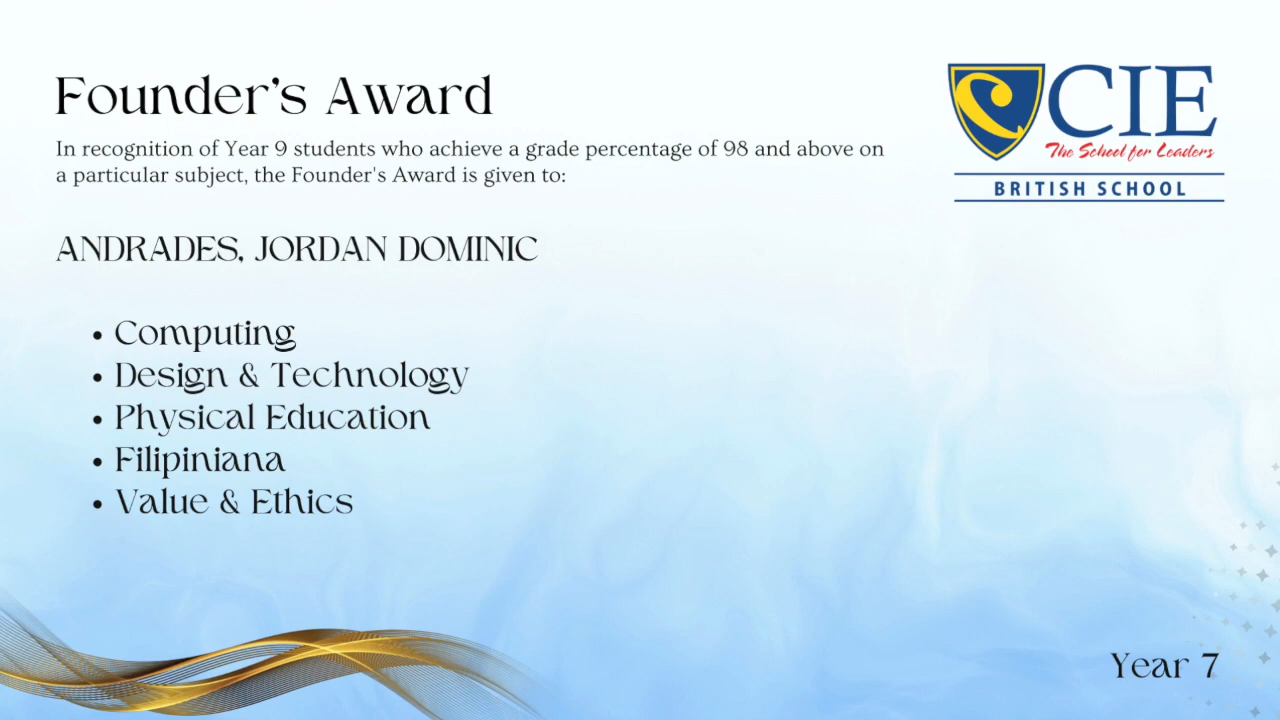 Founder's Award
In recognition of Year 9 students who achieve a grade percentage of 98 and above on
a particular subject, the Founder's Award is given to:
CIE
The School for Leaders
BRITISH SCHOOL
ANDRADES, JORDAN DOMINIC
• Computing
• Design & Technology
• Physical Education
• Filipiniana
• Value & Ethics
Year 7